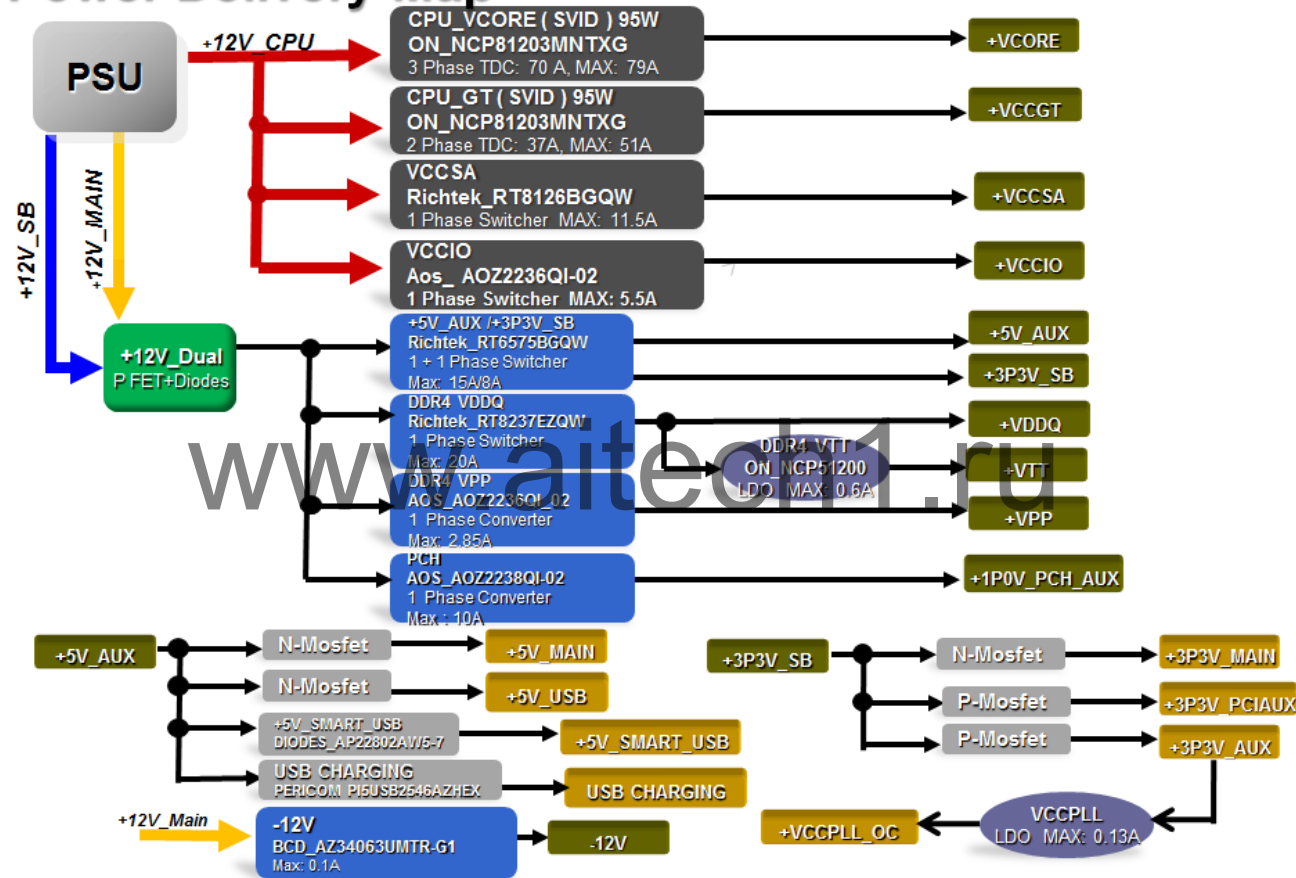 Power Delivery Map
PSU
+12V_CPU
+12V_SB
+12V_MAIN
CPU_VCORE ( SVID ) 95W
ON_NCP81203MNTXG
3 Phase TDC: 70 A, MAX: 79A
+VCORE
CPU_GT ( SVID ) 95W
ON_NCP81203MNTXG
2 Phase TDC: 37A, MAX: 51A
+VCCGT
VCCSA
Richtek_RT8126BGQW
1 Phase Switcher MAX: 11.5A
+VCCSA
VCCIO
Aos_ AOZ2236QI-02
1 Phase Switcher MAX: 5.5A
+VCCIO
+12V_Dual
P FET+Diodes
+5V_AUX /+3P3V_SB
Richtek_RT6575BGQW
1 + 1 Phase Switcher
Max: 15A/8A
+5V_AUX
+3P3V_SB
DDR4 VDDQ
Richtek_RT8237EZQW
1 Phase Switcher
Max: 20A
+VDDQ
DDR4 VTT
ON_NCP51200
LDO MAX: 0.6A
+VTT
DDR4 VPP
AOS_AOZ2236QI_02
1 Phase Converter
Max: 2.85A
+VPP
PCH
AOS_AOZ2238QI-02
1 Phase Converter
Max : 10A
+1P0V_PCH_AUX
www.aitech1.ru
+5V_AUX
N-Mosfet
+5V_MAIN
N-Mosfet
+5V_USB
+5V_SMART_USB
DIODES_AP22802AW5-7
+5V_SMART_USB
USB CHARGING
PERICOM_PI5USB2546AZHEX
USB CHARGING
+12V_Main
-12V
BCD_AZ34063UMTR-G1
Max: 0.1A
-12V
+3P3V_SB
N-Mosfet
+3P3V_MAIN
P-Mosfet
+3P3V_PCIAUX
P-Mosfet
+3P3V_AUX
VCCPLL
LDO MAX: 0.13A
+VCCPLL_OC